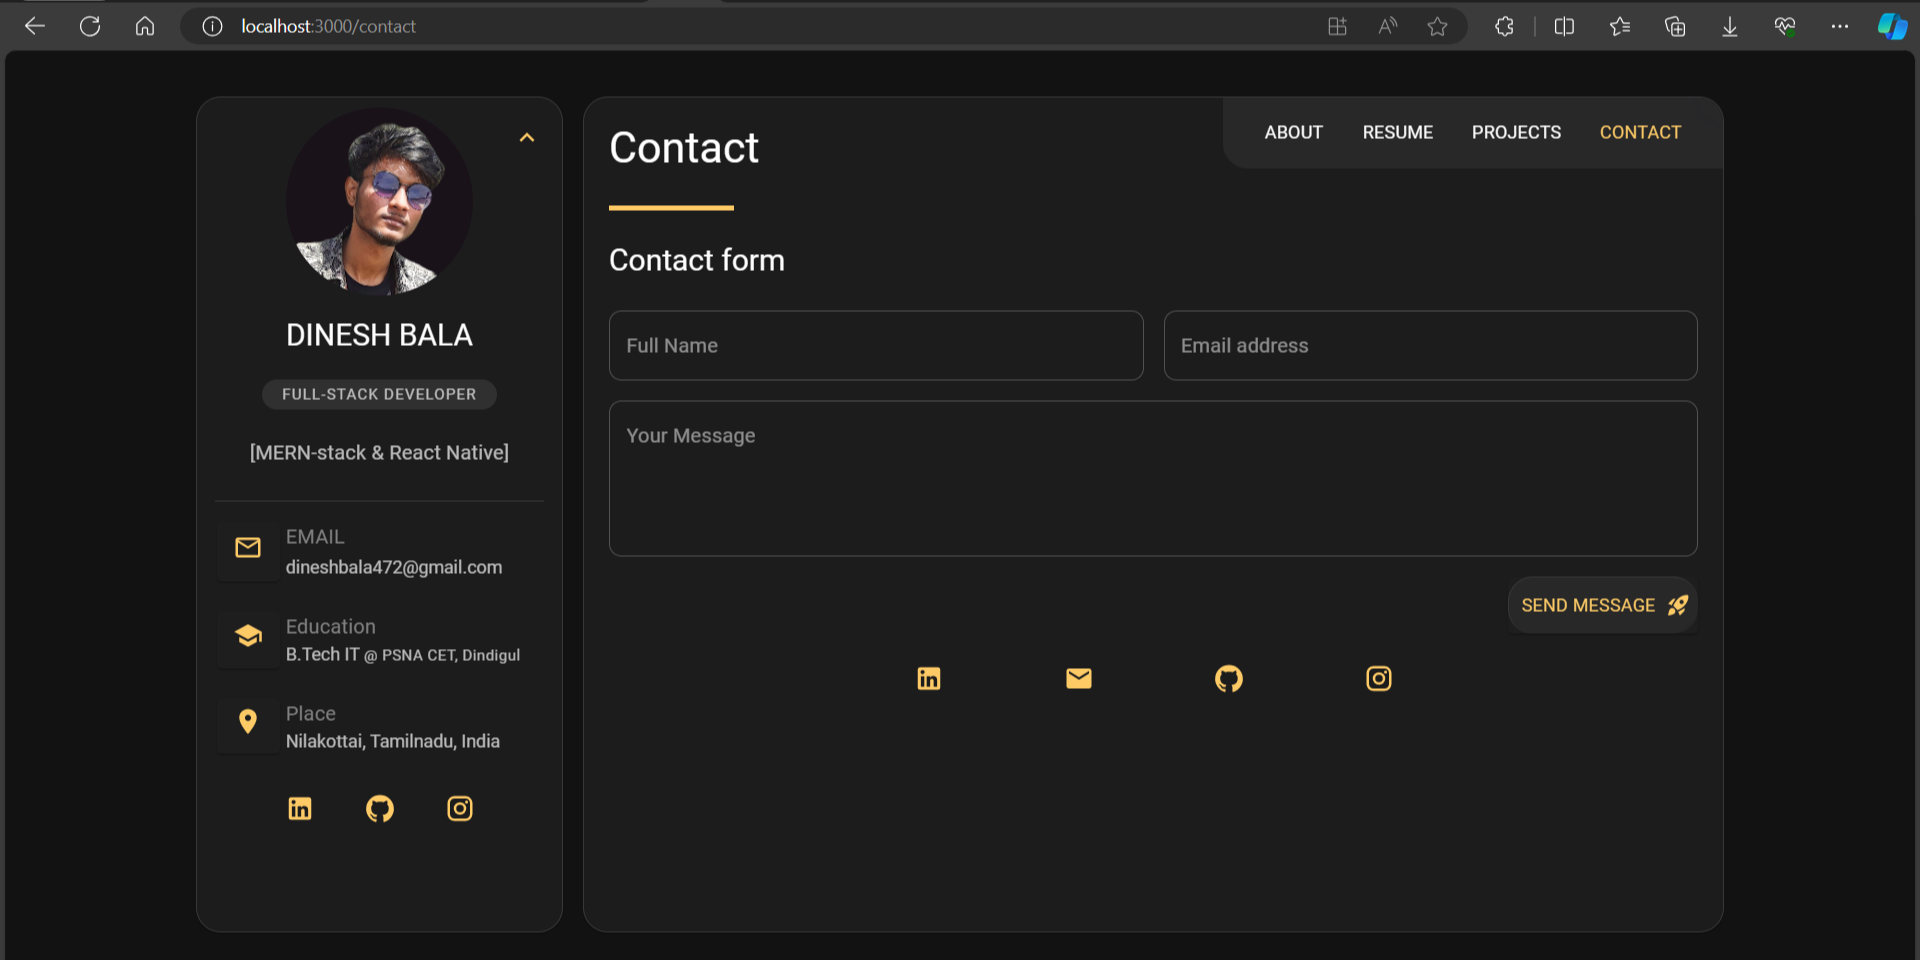 localhost:3000/contact
DINESH BALA
FULL-STACK DEVELOPER
[MERN-stack & React Native]
EMAIL
dineshbala472@gmail.com
Education
B.Tech IT @ PSNA CET, Dindigul
Place
Nilakottai, Tamilnadu, India
Contact
ABOUT RESUME PROJECTS CONTACT
Contact form
Full Name
Email address
Your Message
SEND MESSAGE